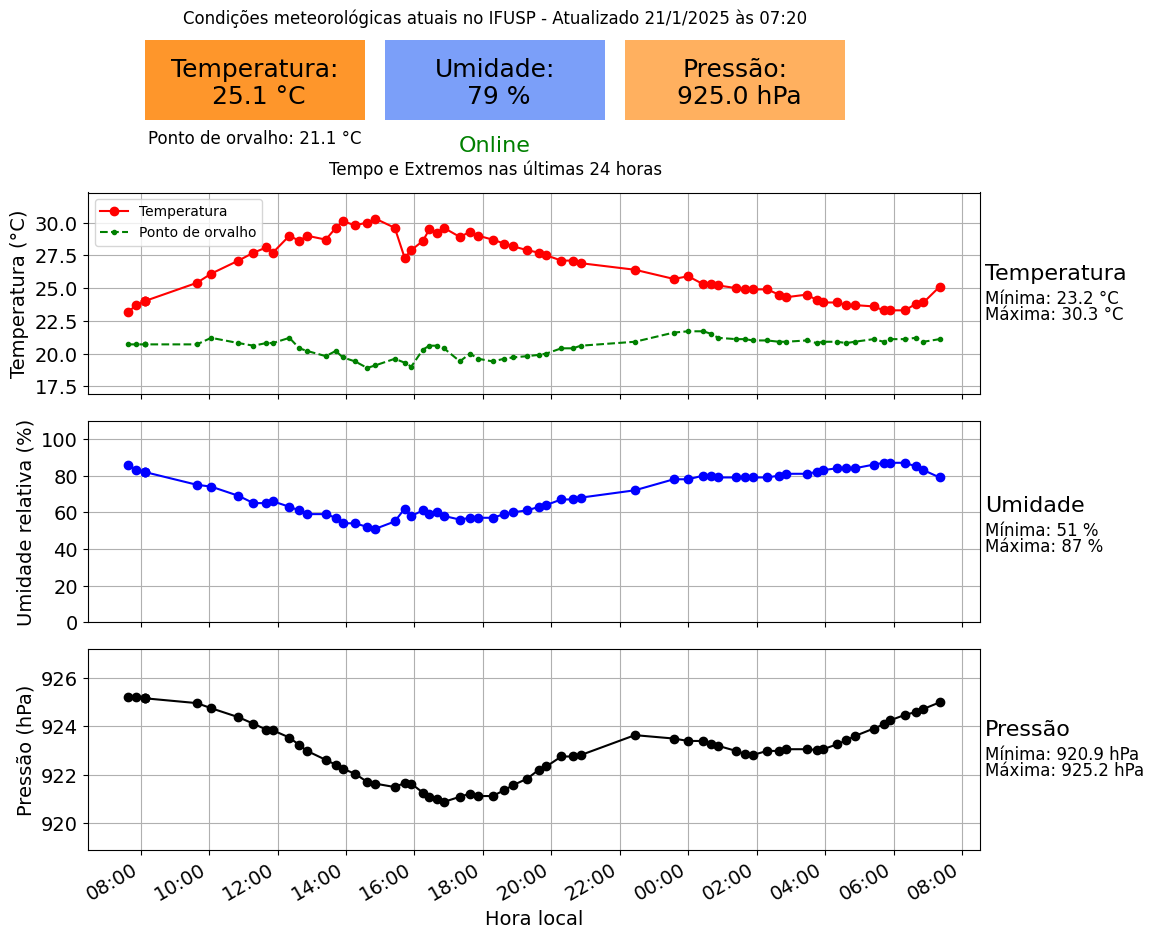 Condições meteorológicas atuais no IFUSP - Atualizado 21/1/2025 às 07:20
Temperatura:
25.1 °C
Umidade:
79 %
Pressão:
925.0 hPa
Ponto de orvalho: 21.1 °C
Online
Tempo e Extremos nas últimas 24 horas
Temperatura (°C)
30.0
27.5
25.0
22.5
20.0
17.5
Temperatura
Ponto de orvalho
Temperatura
Mínima: 23.2 °C
Máxima: 30.3 °C
Umidade relativa (%)
100
80
60
40
20
0
Umidade
Mínima: 51 %
Máxima: 87 %
Pressão (hPa)
926
924
922
920
Pressão
Mínima: 920.9 hPa
Máxima: 925.2 hPa
08:00 10:00 12:00 14:00 16:00 18:00 20:00 22:00 00:00 02:00 04:00 06:00 08:00
Hora local